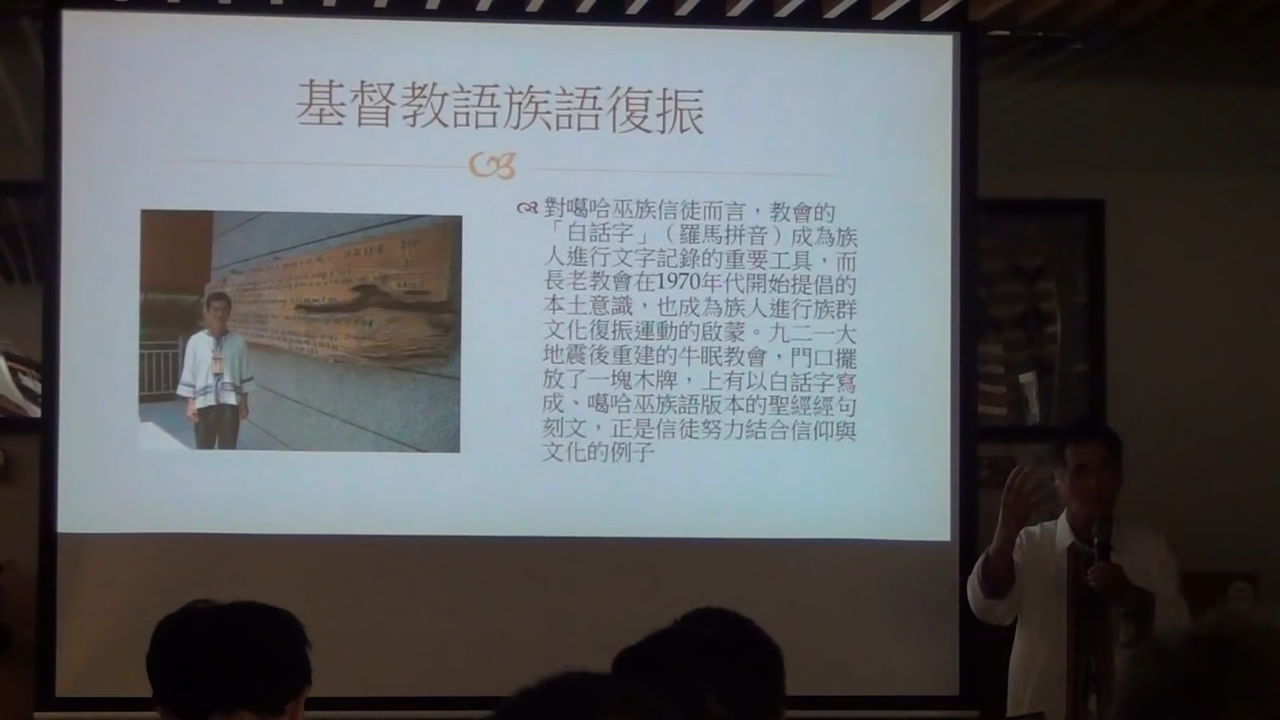 基督教語族語復振
對噶哈巫族信徒而言，教會的
「白話字」（羅馬拼音）成為族
人進行文字記錄的重要工具，而
長老教會在1970年代開始提倡的
本土意識，也成為族人進行族群
文化復振運動的啟蒙。九二一大
地震後重建的牛眠教會，門口擺
放了一塊木牌，上有以白話字寫
成、噶哈巫族語版本的聖經經句
刻文，正是信徒努力結合信仰與
文化的例子